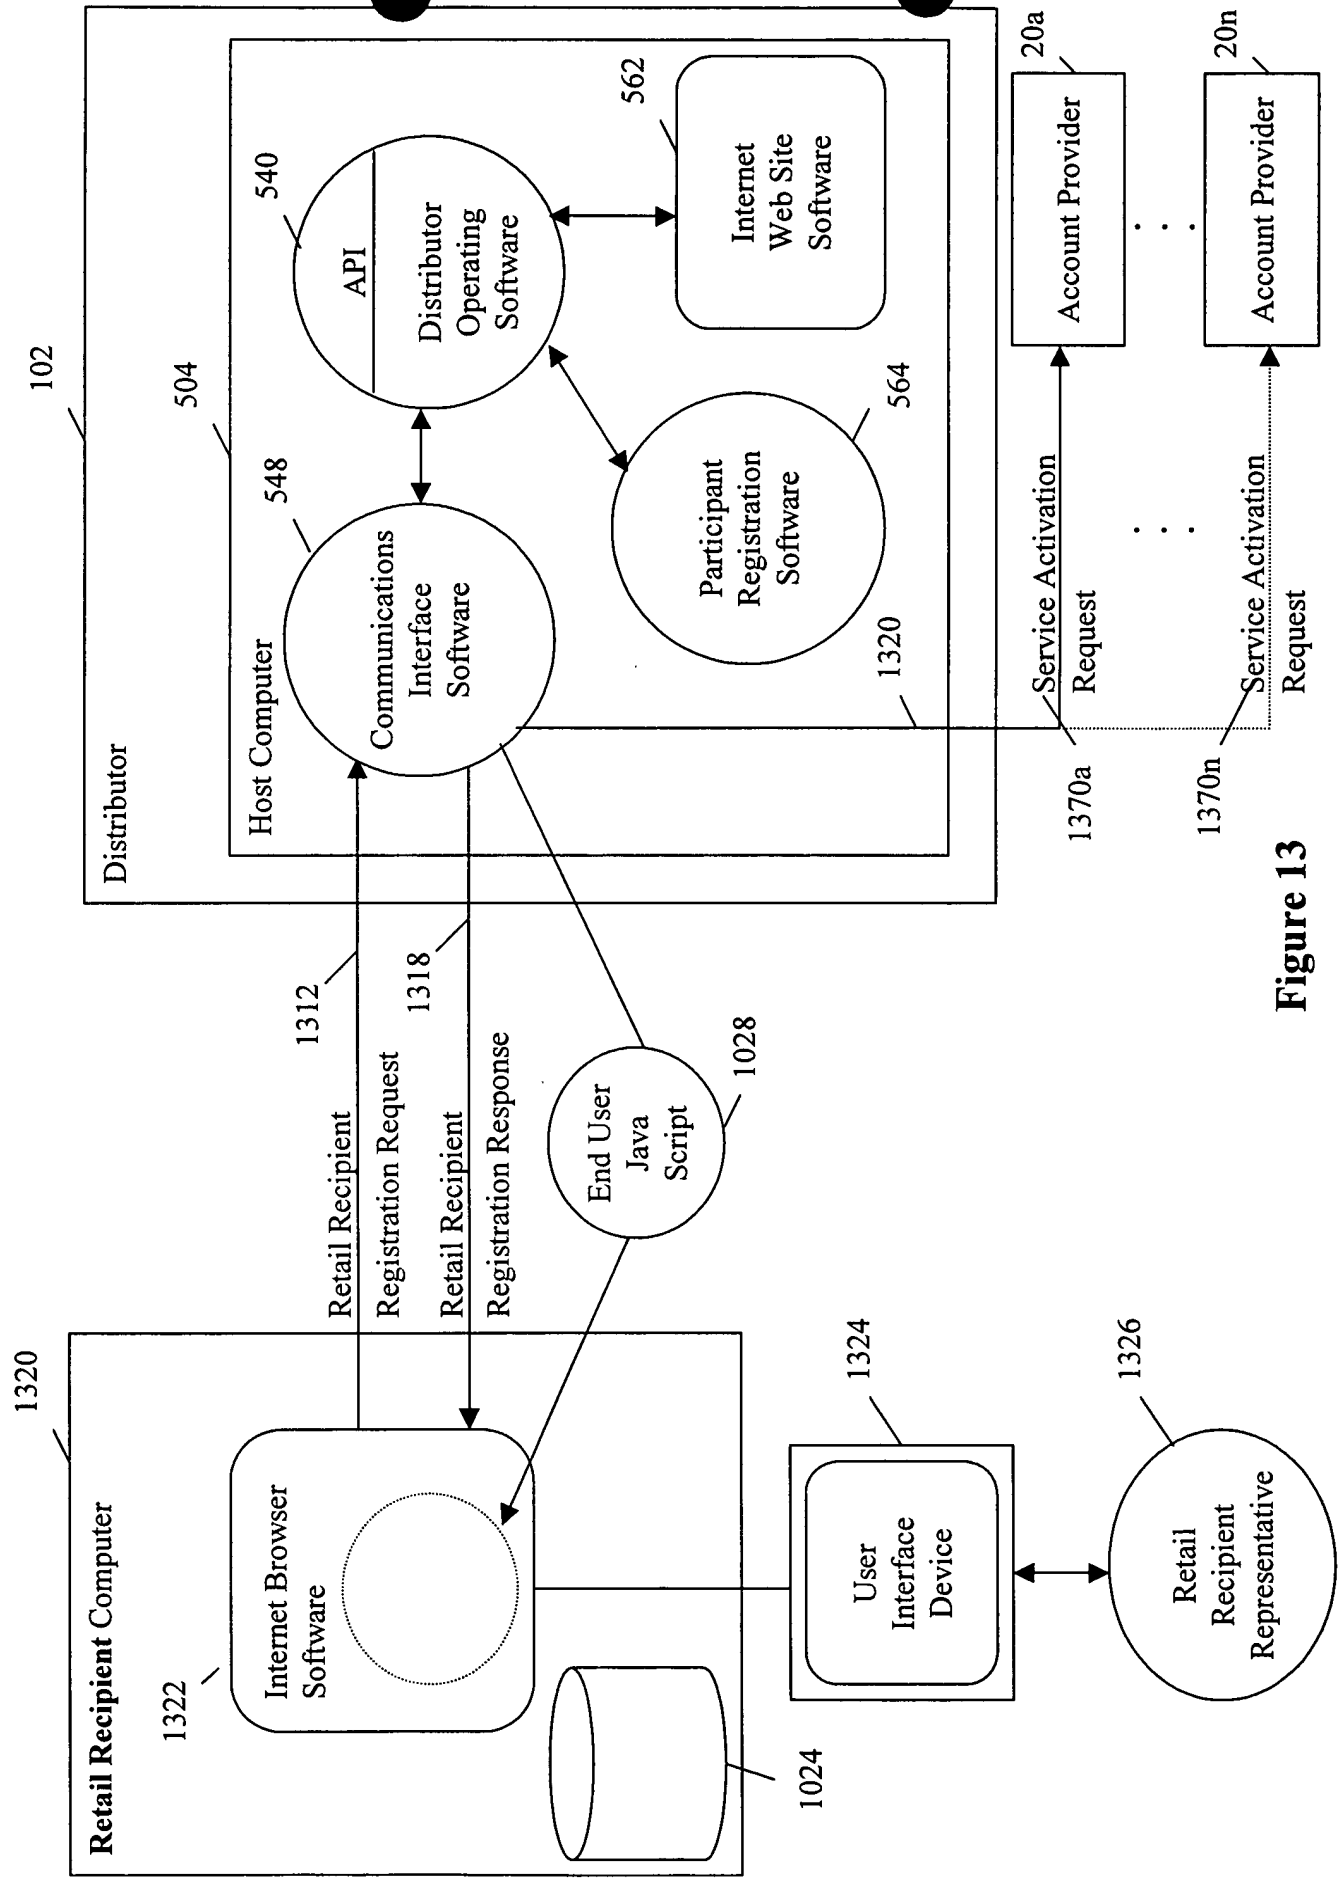 1320
Retail Recipient Computer
1322
Internet Browser
Software
1024
User
Interface
Device
1324
Retail
Recipient
Representative
1326
Retail Recipient
Registration Request
1312
Retail Recipient
Registration Response
1318
End User
Java
Script
1028
102
Distributor
504
Host Computer
548
Communications
Interface
Software
540
API
Distributor
Operating
Software
562
Internet
Web Site
Software
564
Participant
Registration
Software
1320
Service Activation
Request
1370a
Account Provider
20a
. . .
. . .
Service Activation
Request
1370n
Account Provider
20n
Figure 13